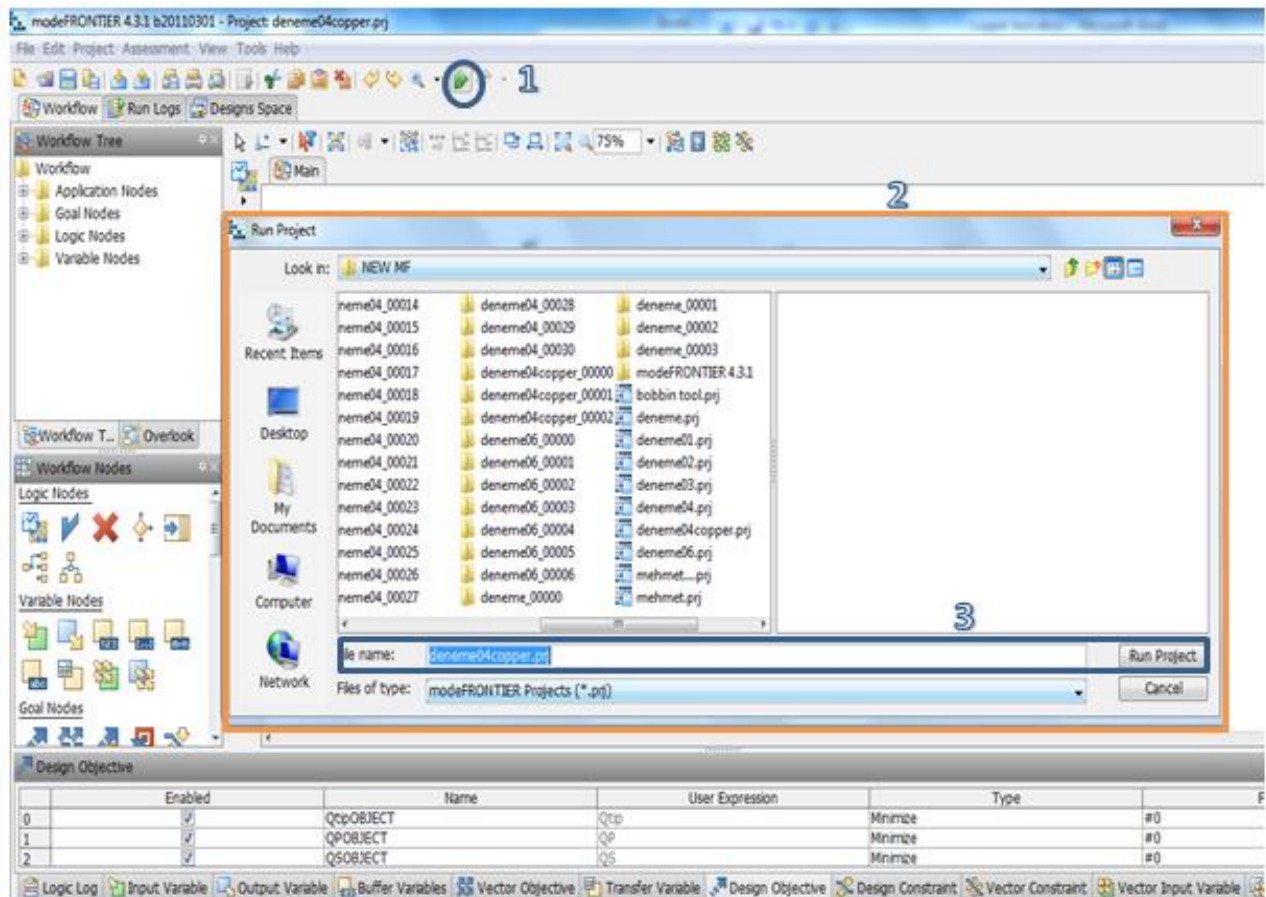 modeFRONTIER 4.3.1 b20110301 - Project: deneme04copper.prj
File Edit Project Assessment View Tools Help
1
Workflow Run Logs Designs Space
Workflow Tree
75%
Workflow
Main
Application Nodes
Goal Nodes
Logic Nodes
Variable Nodes
2
Run Project
Look in: NEW MF
neme04_00014 deneme04_00028 deneme_00001
neme04_00015 deneme04_00029 deneme_00002
neme04_00016 deneme04_00030 deneme_00003
neme04_00017 deneme04copper_00000 modeFRONTIER 4.3.1
neme04_00018 deneme04copper_00001 bobbin tool.prj
neme04_00019 deneme04copper_00002 deneme.prj
neme04_00020 deneme06_00000 deneme01.prj
neme04_00021 deneme06_00001 deneme02.prj
neme04_00022 deneme06_00002 deneme03.prj
neme04_00023 deneme06_00003 deneme04.prj
neme04_00024 deneme06_00004 deneme04copper.prj
neme04_00025 deneme06_00005 deneme06.prj
neme04_00026 deneme06_00006 mehmet....prj
neme04_00027 deneme_00000 mehmet.prj
Recent Items
Desktop
My
Documents
Computer
Network
3
ile name: deneme04copper.prj Run Project
Files of type: modeFRONTIER Projects (*.prj) Cancel
Workflow T... Overlook
Workflow Nodes
Logic Nodes
Variable Nodes
Goal Nodes
Design Objective
Enabled Name User Expression Type F
0 QtipOBJECT Qtip Minimize #0
1 QPOBJECT QP Minimize #0
2 QSOBJECT QS Minimize #0
Logic Log Input Variable Output Variable Buffer Variables Vector Objective Transfer Variable Design Objective Design Constraint Vector Constraint Vector Input Variable